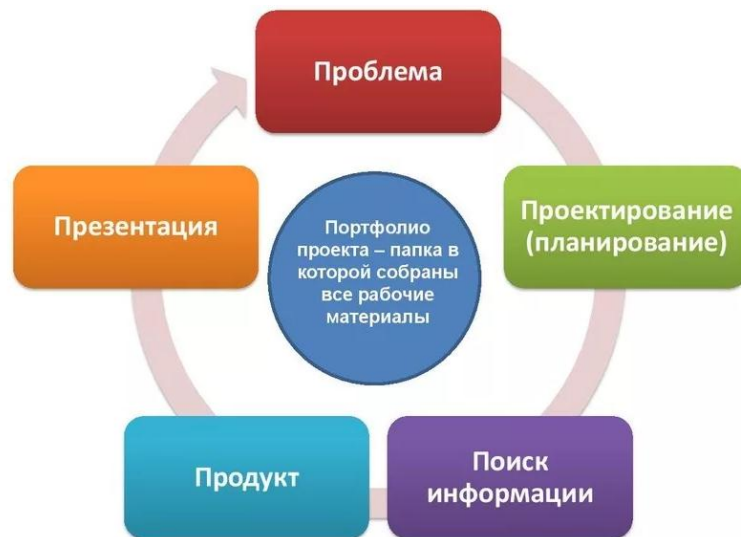 Проблема
Проектирование
(планирование)
Поиск
информации
Продукт
Презентация
Портфолио
проекта – папка в
которой собраны
все рабочие
материалы